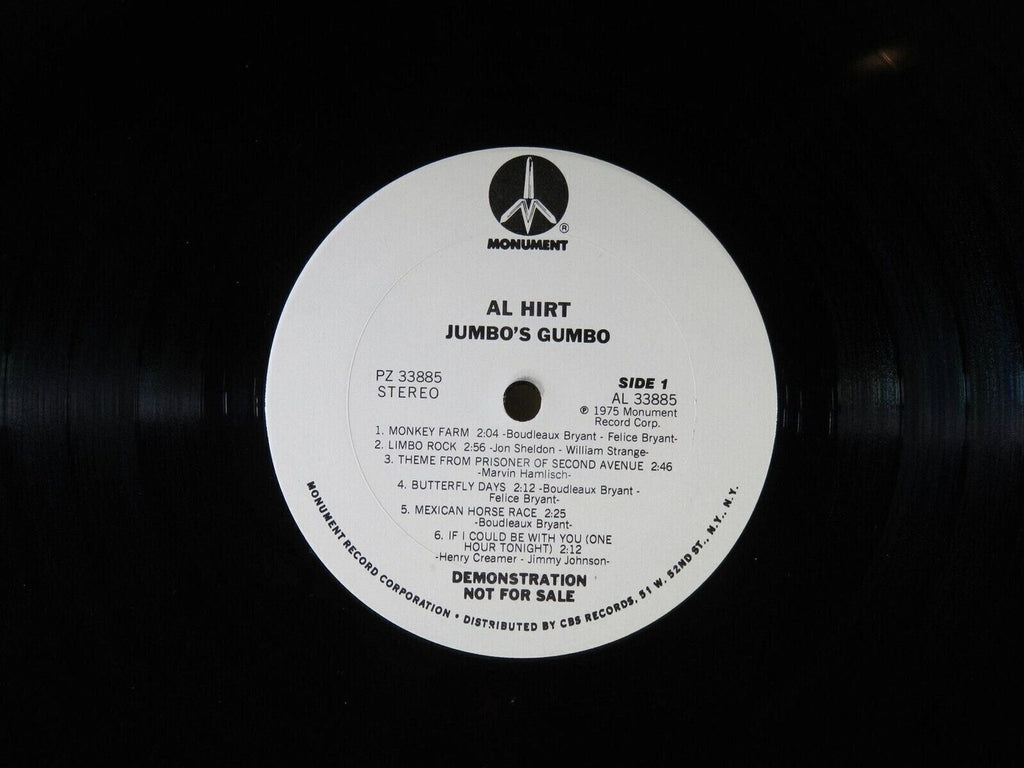 ®
MONUMENT
AL HIRT
JUMBO'S GUMBO
PZ 33885
STEREO
SIDE 1
AL 33885
℗ 1975 Monument
Record Corp.
1. MONKEY FARM 2:04 -Boudleaux Bryant - Felice Bryant-
2. LIMBO ROCK 2:56 -Jon Sheldon - William Strange-
3. THEME FROM PRISONER OF SECOND AVENUE 2:46
-Marvin Hamlisch-
4. BUTTERFLY DAYS 2:12 -Boudleaux Bryant -
Felice Bryant-
5. MEXICAN HORSE RACE 2:25
-Boudleaux Bryant-
6. IF I COULD BE WITH YOU (ONE
HOUR TONIGHT) 2:12
-Henry Creamer - Jimmy Johnson-
DEMONSTRATION
NOT FOR SALE
MONUMENT RECORD CORPORATION • DISTRIBUTED BY CBS RECORDS, 51 W. 52ND ST., N.Y., N.Y.